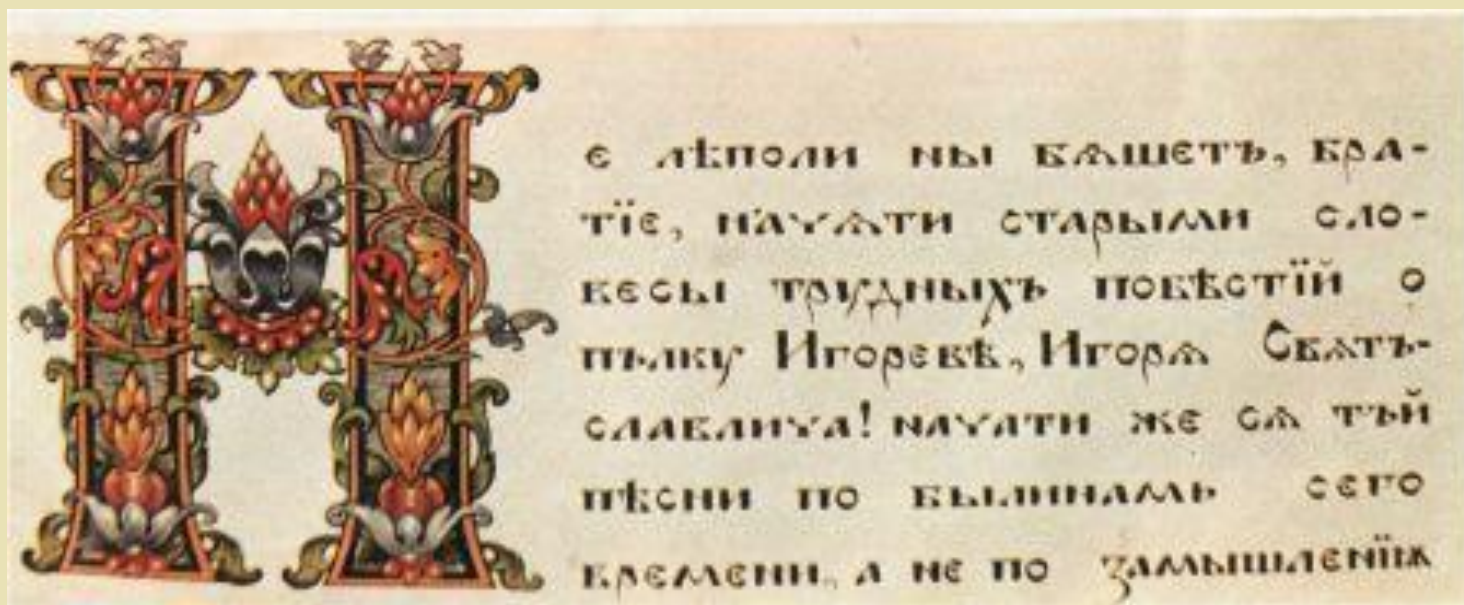 Не лѣполи ны бѧшетъ, бра-
тїе, начѧти старыми сло-
весы трудныхъ повѣстїй о
пълку Игоревѣ, Игорѧ Свѧтъ-
славлича! начати же сѧ тъй
пѣсни по былинамь сего
времени, а не по замышленїю